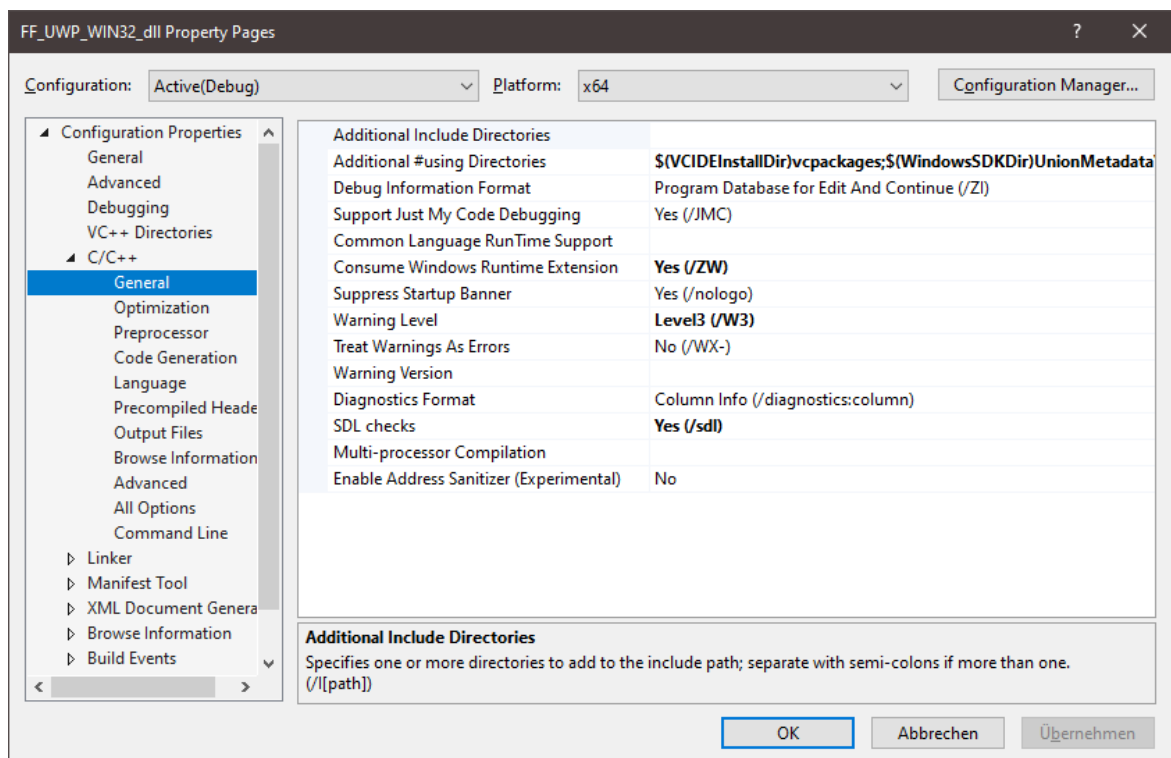 FF_UWP_WIN32_dll Property Pages ? ×
Configuration: Active(Debug) Platform: x64 Configuration Manager...
Configuration Properties
General
Advanced
Debugging
VC++ Directories
C/C++
General
Optimization
Preprocessor
Code Generation
Language
Precompiled Heade
Output Files
Browse Information
Advanced
All Options
Command Line
Linker
Manifest Tool
XML Document Genera
Browse Information
Build Events
Additional Include Directories
Additional #using Directories $(VCIDEInstallDir)vcpackages;$(WindowsSDKDir)UnionMetadata
Debug Information Format Program Database for Edit And Continue (/ZI)
Support Just My Code Debugging Yes (/JMC)
Common Language RunTime Support
Consume Windows Runtime Extension Yes (/ZW)
Suppress Startup Banner Yes (/nologo)
Warning Level Level3 (/W3)
Treat Warnings As Errors No (/WX-)
Warning Version
Diagnostics Format Column Info (/diagnostics:column)
SDL checks Yes (/sdl)
Multi-processor Compilation
Enable Address Sanitizer (Experimental) No
Additional Include Directories
Specifies one or more directories to add to the include path; separate with semi-colons if more than one.
(/I[path])
OK Abbrechen Übernehmen